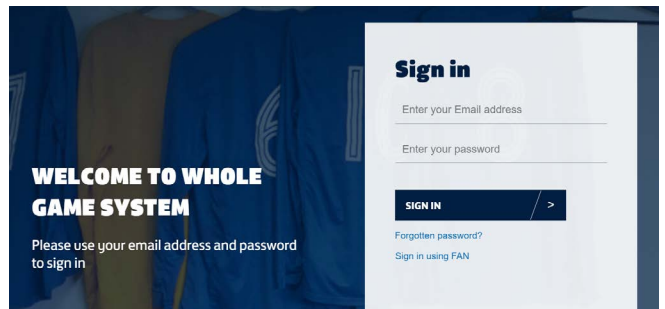 WELCOME TO WHOLE
GAME SYSTEM
Please use your email address and password
to sign in
Sign in
Enter your Email address
Enter your password
SIGN IN >
Forgotten password?
Sign in using FAN